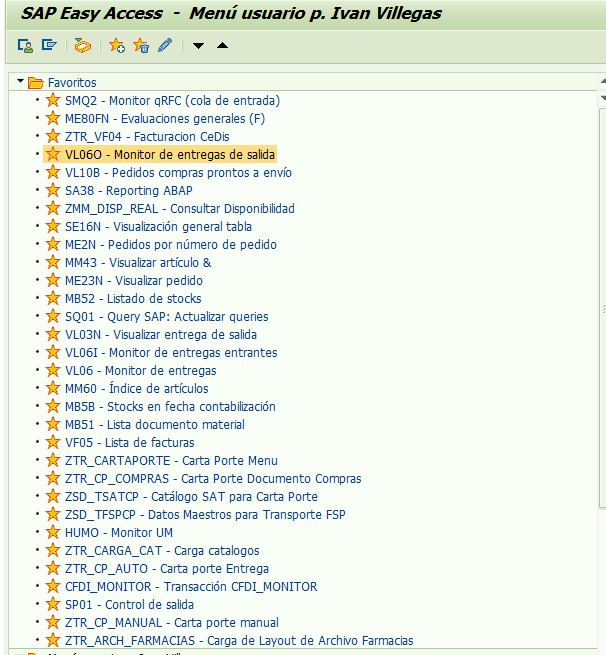 SAP Easy Access - Menú usuario p. Ivan Villegas
Favoritos
SMQ2 - Monitor qRFC (cola de entrada)
ME80FN - Evaluaciones generales (F)
ZTR_VF04 - Facturacion CeDis
VL06O - Monitor de entregas de salida
VL10B - Pedidos compras prontos a envío
SA38 - Reporting ABAP
ZMM_DISP_REAL - Consultar Disponibilidad
SE16N - Visualización general tabla
ME2N - Pedidos por número de pedido
MM43 - Visualizar artículo &
ME23N - Visualizar pedido
MB52 - Listado de stocks
SQ01 - Query SAP: Actualizar queries
VL03N - Visualizar entrega de salida
VL06I - Monitor de entregas entrantes
VL06 - Monitor de entregas
MM60 - Índice de artículos
MB5B - Stocks en fecha contabilización
MB51 - Lista documento material
VF05 - Lista de facturas
ZTR_CARTAPORTE - Carta Porte Menu
ZTR_CP_COMPRAS - Carta Porte Documento Compras
ZSD_TSATCP - Catálogo SAT para Carta Porte
ZSD_TFSPCP - Datos Maestros para Transporte FSP
HUMO - Monitor UM
ZTR_CARGA_CAT - Carga catalogos
ZTR_CP_AUTO - Carta porte Entrega
CFDI_MONITOR - Transacción CFDI_MONITOR
SP01 - Control de salida
ZTR_CP_MANUAL - Carta porte manual
ZTR_ARCH_FARMACIAS - Carga de Layout de Archivo Farmacias